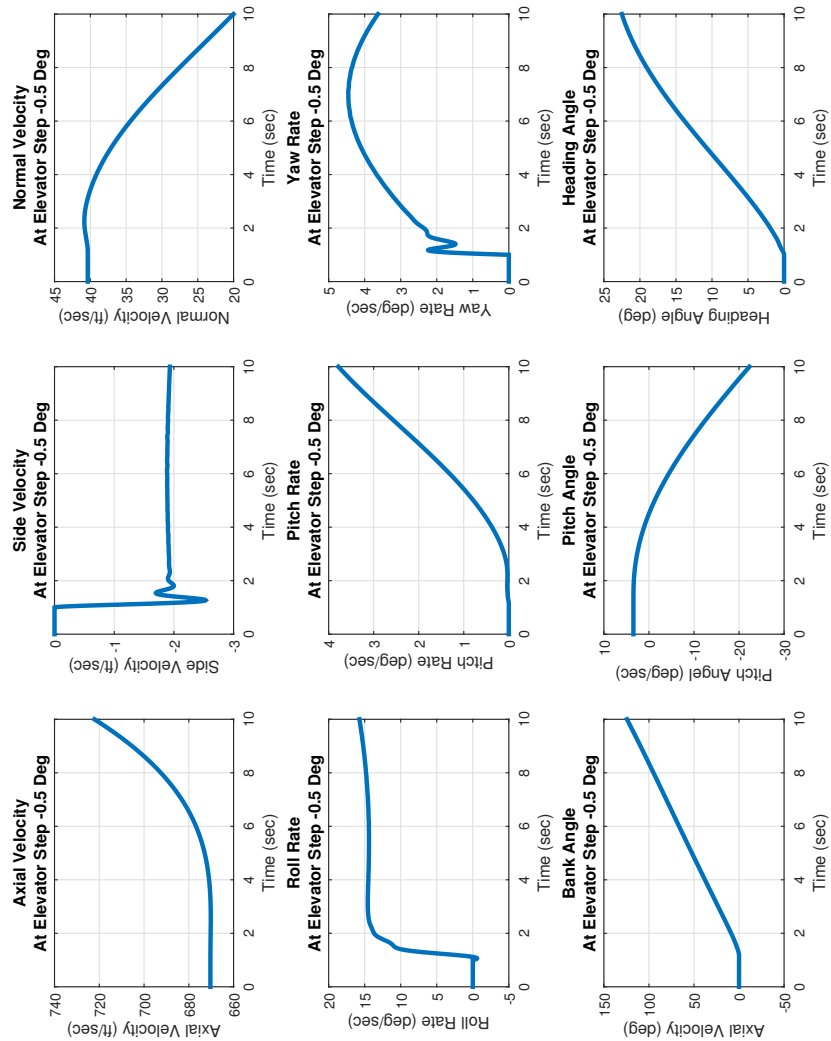 Axial Velocity
At Elevator Step -0.5 Deg
Axial Velocity (ft/sec)
740
720
700
680
660
0 2 4 6 8 10
Time (sec)
Side Velocity
At Elevator Step -0.5 Deg
Side Velocity (ft/sec)
0
-1
-2
-3
0 2 4 6 8 10
Time (sec)
Normal Velocity
At Elevator Step -0.5 Deg
Normal Velocity (ft/sec)
45
40
35
30
25
20
0 2 4 6 8 10
Time (sec)
Roll Rate
At Elevator Step -0.5 Deg
Roll Rate (deg/sec)
20
15
10
5
0
-5
0 2 4 6 8 10
Time (sec)
Pitch Rate
At Elevator Step -0.5 Deg
Pitch Rate (deg/sec)
4
3
2
1
0
0 2 4 6 8 10
Time (sec)
Yaw Rate
At Elevator Step -0.5 Deg
Yaw Rate (deg/sec)
5
4
3
2
1
0
0 2 4 6 8 10
Time (sec)
Bank Angle
At Elevator Step -0.5 Deg
Axial Velocity (deg)
150
100
50
0
-50
0 2 4 6 8 10
Time (sec)
Pitch Angle
At Elevator Step -0.5 Deg
Pitch Angel (deg/sec)
10
0
-10
-20
-30
0 2 4 6 8 10
Time (sec)
Heading Angle
At Elevator Step -0.5 Deg
Heading Angle (deg)
25
20
15
10
5
0
0 2 4 6 8 10
Time (sec)